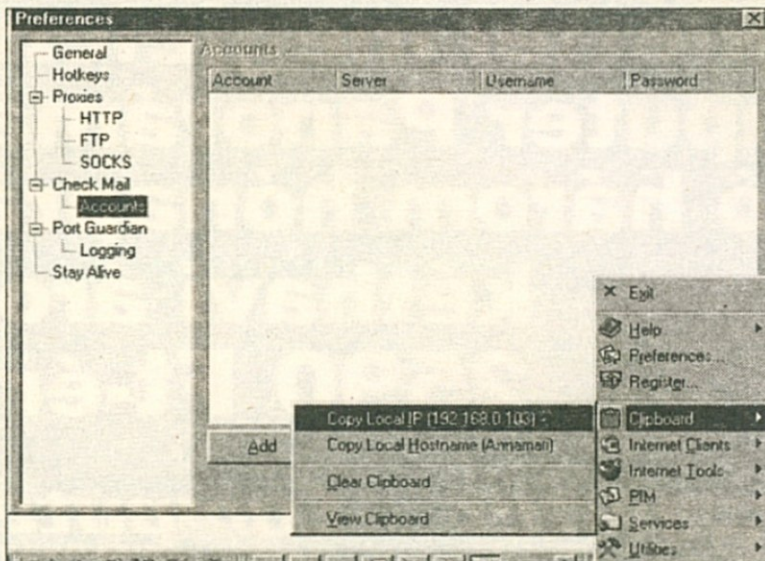 Preferences
General
Hotkeys
Proxies
HTTP
FTP
SOCKS
Check Mail
Accounts
Port Guardian
Logging
Stay Alive
Accounts
Account Server Username Password
Add
Exit
Help
Preferences...
Register...
Clipboard
Internet Clients
Internet Tools
PIM
Services
Utilities
Copy Local IP (192.168.0.103)
Copy Local Hostname (Annamari)
Clear Clipboard
View Clipboard